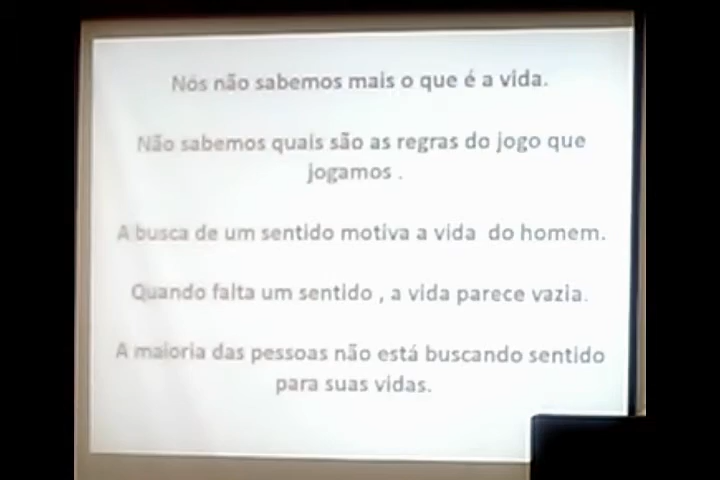 Nós não sabemos mais o que é a vida.
Não sabemos quais são as regras do jogo que
jogamos .
A busca de um sentido motiva a vida do homem.
Quando falta um sentido , a vida parece vazia.
A maioria das pessoas não está buscando sentido
para suas vidas.